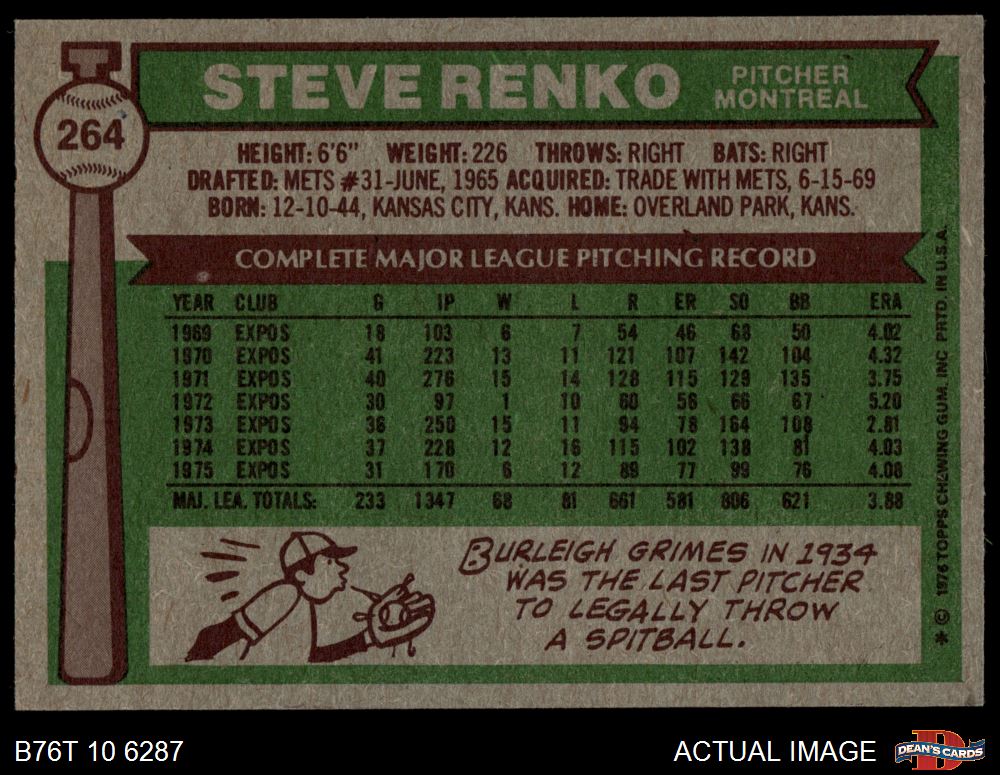 STEVE RENKO
PITCHER
MONTREAL
264
HEIGHT: 6'6" WEIGHT: 226 THROWS: RIGHT BATS: RIGHT
DRAFTED: METS #31-JUNE, 1965 ACQUIRED: TRADE WITH METS, 6-15-69
BORN: 12-10-44, KANSAS CITY, KANS. HOME: OVERLAND PARK, KANS.
COMPLETE MAJOR LEAGUE PITCHING RECORD
YEAR CLUB G IP W L R ER SO BB ERA
1969 EXPOS 18 103 6 7 54 46 68 50 4.02
1970 EXPOS 41 223 13 11 121 107 142 104 4.32
1971 EXPOS 40 276 15 14 128 115 129 135 3.75
1972 EXPOS 30 97 1 10 60 56 66 67 5.20
1973 EXPOS 36 250 15 11 94 78 164 108 2.81
1974 EXPOS 37 228 12 16 115 102 138 81 4.03
1975 EXPOS 31 170 6 12 89 77 99 76 4.08
MAJ. LEA. TOTALS: 233 1347 68 81 661 581 806 621 3.88
BURLEIGH GRIMES IN 1934
WAS THE LAST PITCHER
TO LEGALLY THROW
A SPITBALL.
* © 1976 TOPPS CHEWING GUM, INC PRTD. IN U.S.A.
B76T 10 6287
ACTUAL IMAGE
D
DEAN'S CARDS